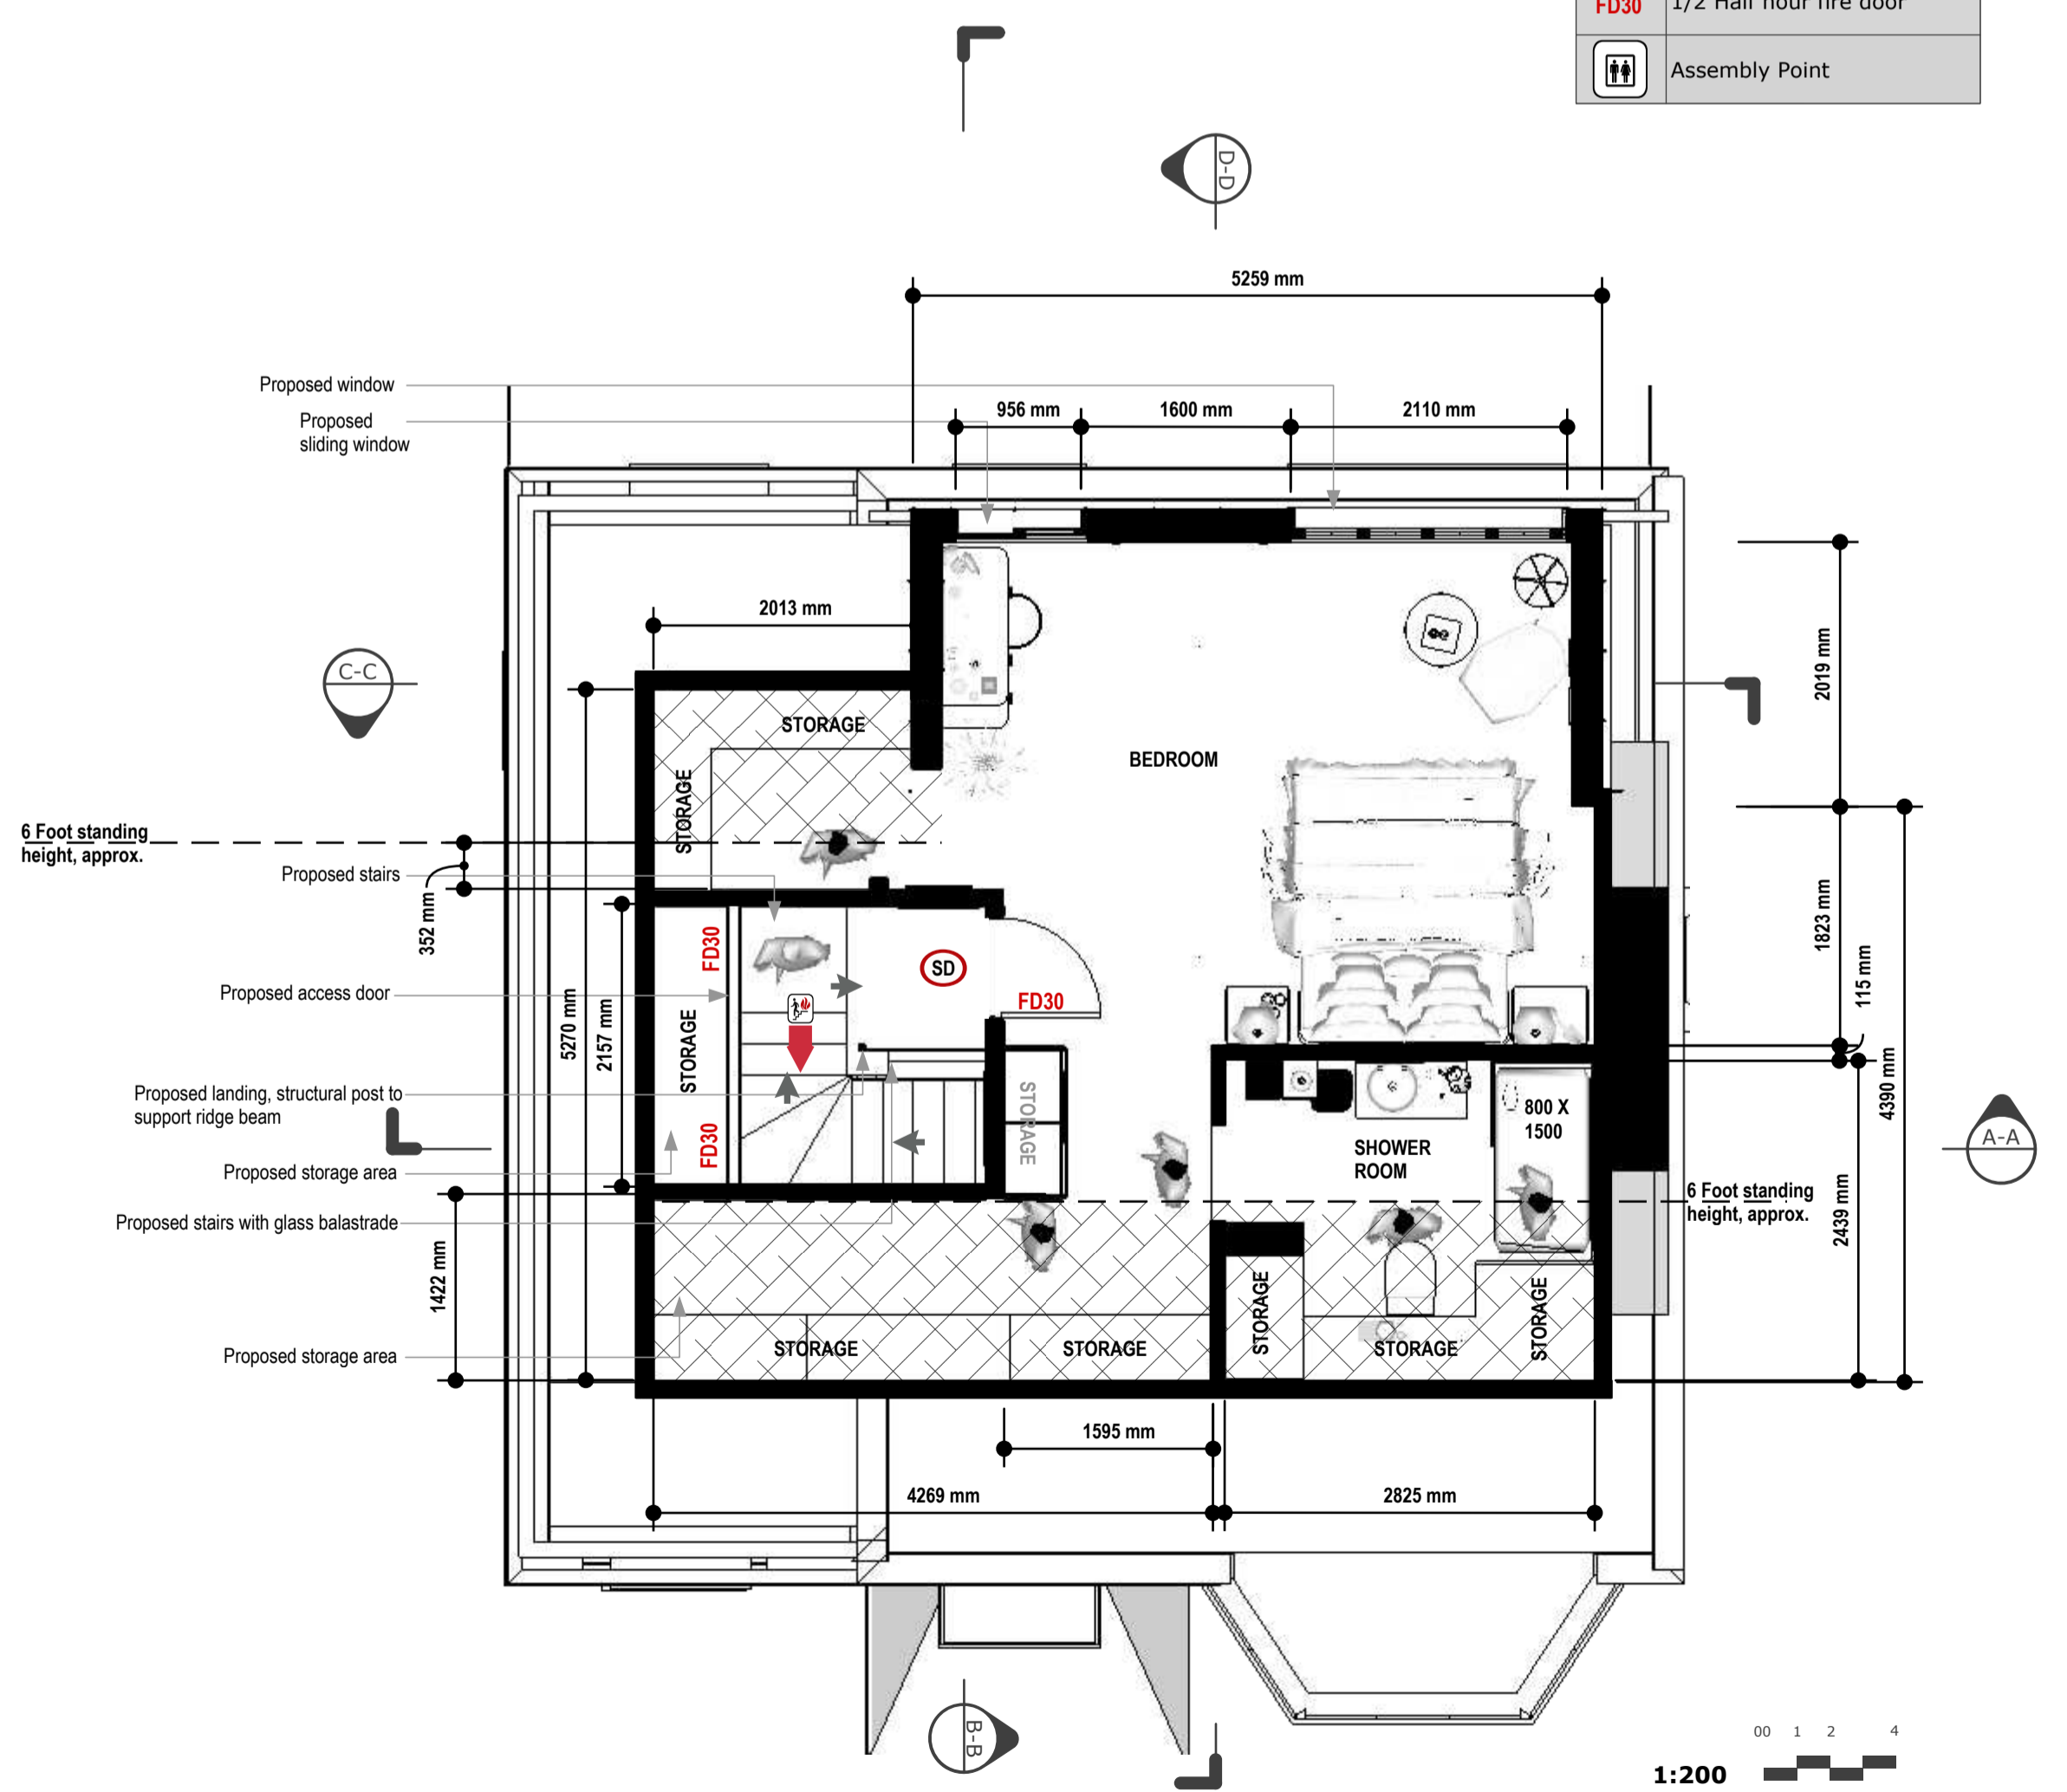 FD30
1/2 Half hour fire door
Assembly Point
D-D
5259 mm
Proposed window
956 mm
1600 mm
2110 mm
Proposed
sliding window
2013 mm
C-C
2019 mm
STORAGE
BEDROOM
STORAGE
6 Foot standing
height, approx.
Proposed stairs
352 mm
1823 mm
FD30
SD
115 mm
Proposed access door
FD30
5270 mm
2157 mm
STORAGE
4390 mm
Proposed landing, structural post to
support ridge beam
STORAGE
800 X
1500
A-A
FD30
SHOWER
ROOM
Proposed storage area
6 Foot standing
height, approx.
2439 mm
Proposed stairs with glass balastrade
1422 mm
STORAGE
STORAGE
Proposed storage area
STORAGE
STORAGE
STORAGE
1595 mm
4269 mm
2825 mm
B-B
00 1 2 4
1:200